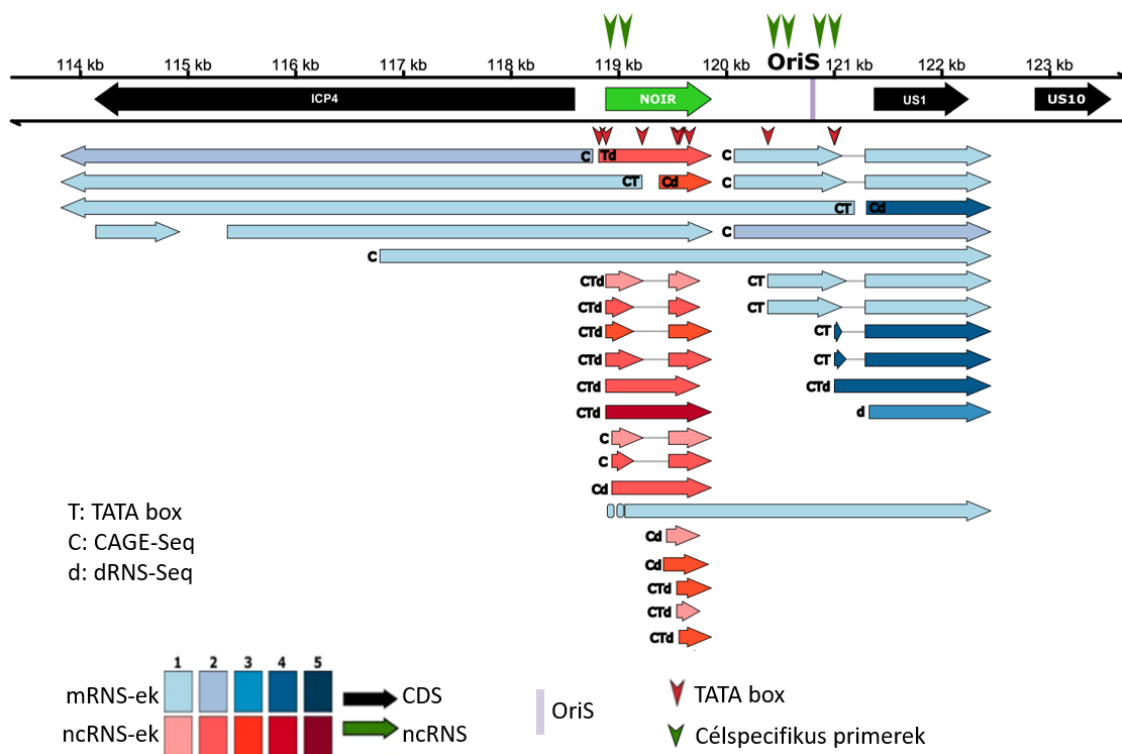 114 kb 115 kb 116 kb 117 kb 118 kb 119 kb 120 kb OriS 121 kb 122 kb 123 kb
ICP4 NOIR US1 US10
C Td C
CT Cd C
CT Cd
C
C
CTd CT
CTd CT
CTd CT
CTd CT
CTd CTd
CTd d
C
C
Cd
T: TATA box
C: CAGE-Seq
d: dRNS-Seq
Cd
Cd
CTd
CTd
CTd
1 2 3 4 5
mRNS-ek CDS OriS TATA box
ncRNS-ek ncRNS Célspecifikus primerek